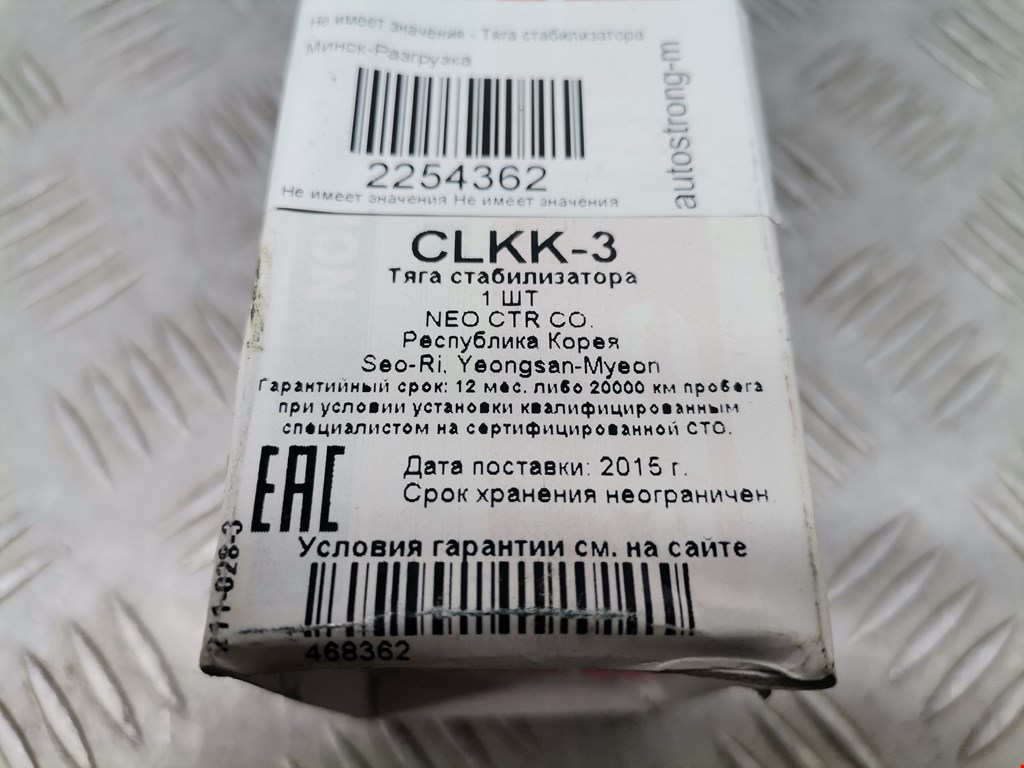 Не имеет значения - Тяга стабилизатора
Минск-Разгрузка
2254362
Не имеет значения Не имеет значения
autostrong-m
NO
CLKK-3
Тяга стабилизатора
1 ШТ
NEO CTR CO.
Республика Корея
Seo-Ri, Yeongsan-Myeon
Гарантийный срок: 12 мес. либо 20000 км пробега
при условии установки квалифицированным
специалистом на сертифицированной СТО.
EAC
Дата поставки: 2015 г.
Срок хранения неограничен
Условия гарантии см. на сайте
468362
211-028-3